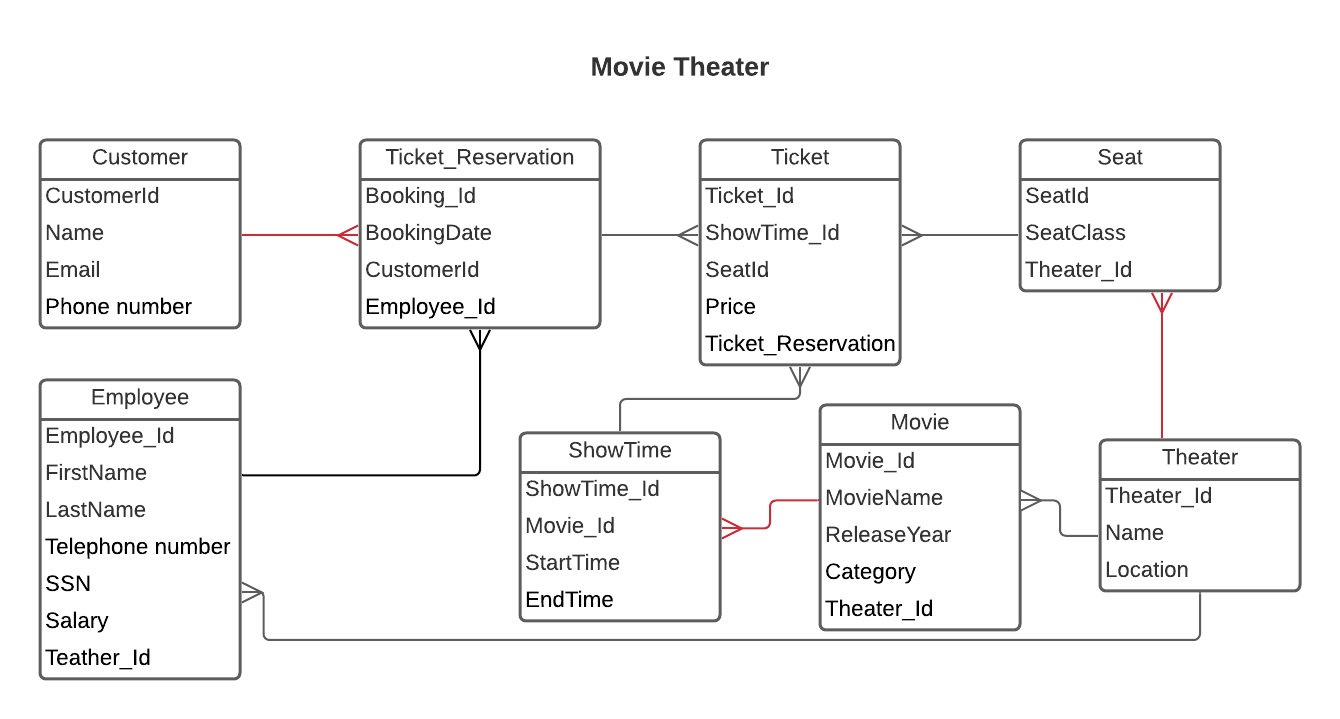 Movie Theater
Customer
CustomerId
Name
Email
Phone number
Ticket_Reservation
Booking_Id
BookingDate
CustomerId
Employee_Id
Ticket
Ticket_Id
ShowTime_Id
SeatId
Price
Ticket_Reservation
Seat
SeatId
SeatClass
Theater_Id
Employee
Employee_Id
FirstName
LastName
Telephone number
SSN
Salary
Teather_Id
ShowTime
ShowTime_Id
Movie_Id
StartTime
EndTime
Movie
Movie_Id
MovieName
ReleaseYear
Category
Theater_Id
Theater
Theater_Id
Name
Location